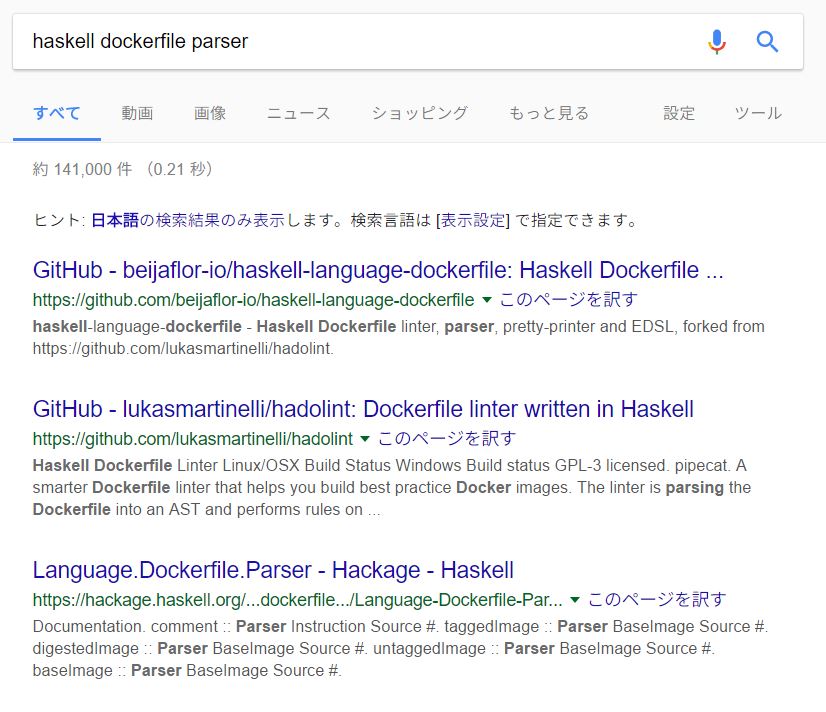 haskell dockerfile parser
すべて 動画 画像 ニュース ショッピング もっと見る 設定 ツール
約 141,000 件 （0.21 秒）
ヒント: 日本語の検索結果のみ表示します。検索言語は [表示設定] で指定できます。
GitHub - beijaflor-io/haskell-language-dockerfile: Haskell Dockerfile ...
https://github.com/beijaflor-io/haskell-language-dockerfile ▼ このページを訳す
haskell-language-dockerfile - Haskell Dockerfile linter, parser, pretty-printer and EDSL, forked from
https://github.com/lukasmartinelli/hadolint.
GitHub - lukasmartinelli/hadolint: Dockerfile linter written in Haskell
https://github.com/lukasmartinelli/hadolint ▼ このページを訳す
Haskell Dockerfile Linter Linux/OSX Build Status Windows Build status GPL-3 licensed. pipecat. A
smarter Dockerfile linter that helps you build best practice Docker images. The linter is parsing the
Dockerfile into an AST and performs rules on ...
Language.Dockerfile.Parser - Hackage - Haskell
https://hackage.haskell.org/...dockerfile.../Language-Dockerfile-Par... ▼ このページを訳す
Documentation. comment :: Parser Instruction Source #. taggedImage :: Parser BaseImage Source #.
digestedImage :: Parser BaseImage Source #. untaggedImage :: Parser BaseImage Source #.
baseImage :: Parser BaseImage Source #.